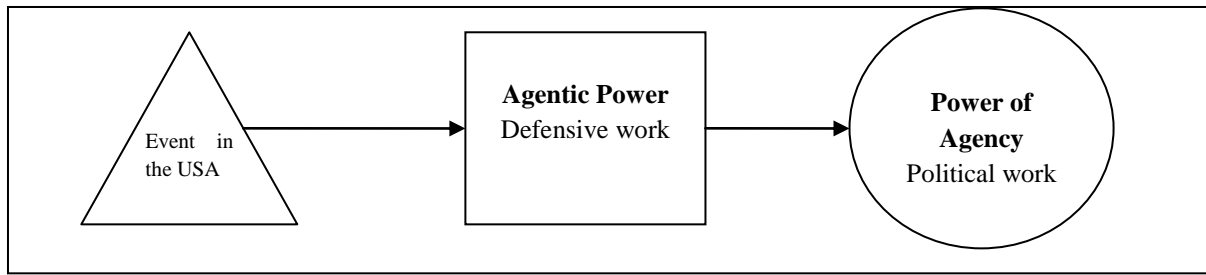 Event in
the USA
Agentic Power
Defensive work
Power of
Agency
Political work